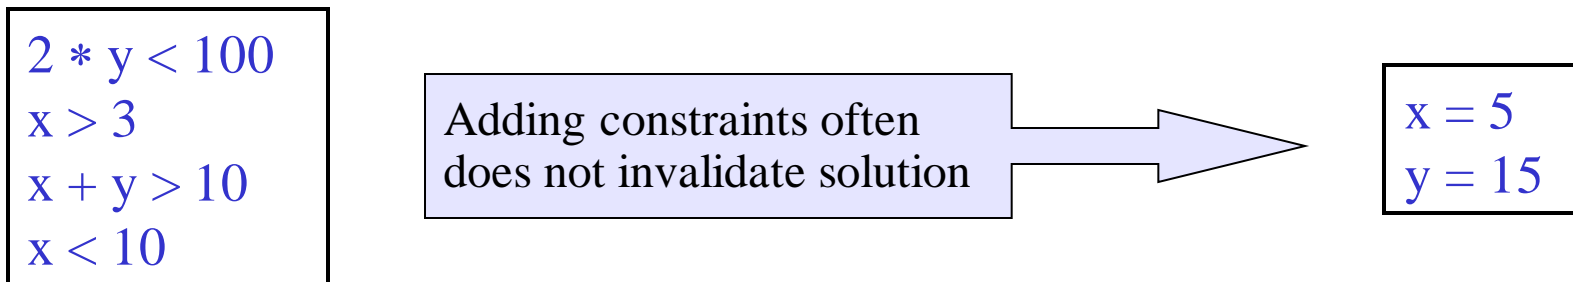 2 * y < 100
x > 3
x + y > 10
x < 10
Adding constraints often
does not invalidate solution
x = 5
y = 15